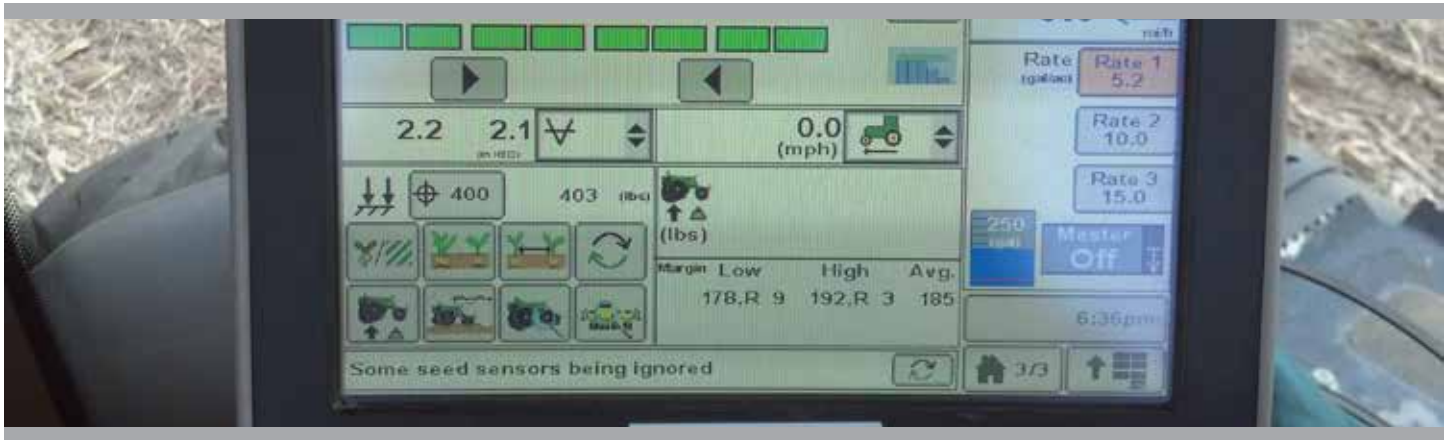 mi/h
Rate
(gal/ac)
Rate 1
5.2
2.2 2.1
0.0
(mph)
Rate 2
10.0
400 403 (lbs)
Rate 3
15.0
(lbs)
250
(gal)
Master
Off
Margin Low High Avg.
178,R 9 192,R 3 185
6:36pm
Some seed sensors being ignored
3/3